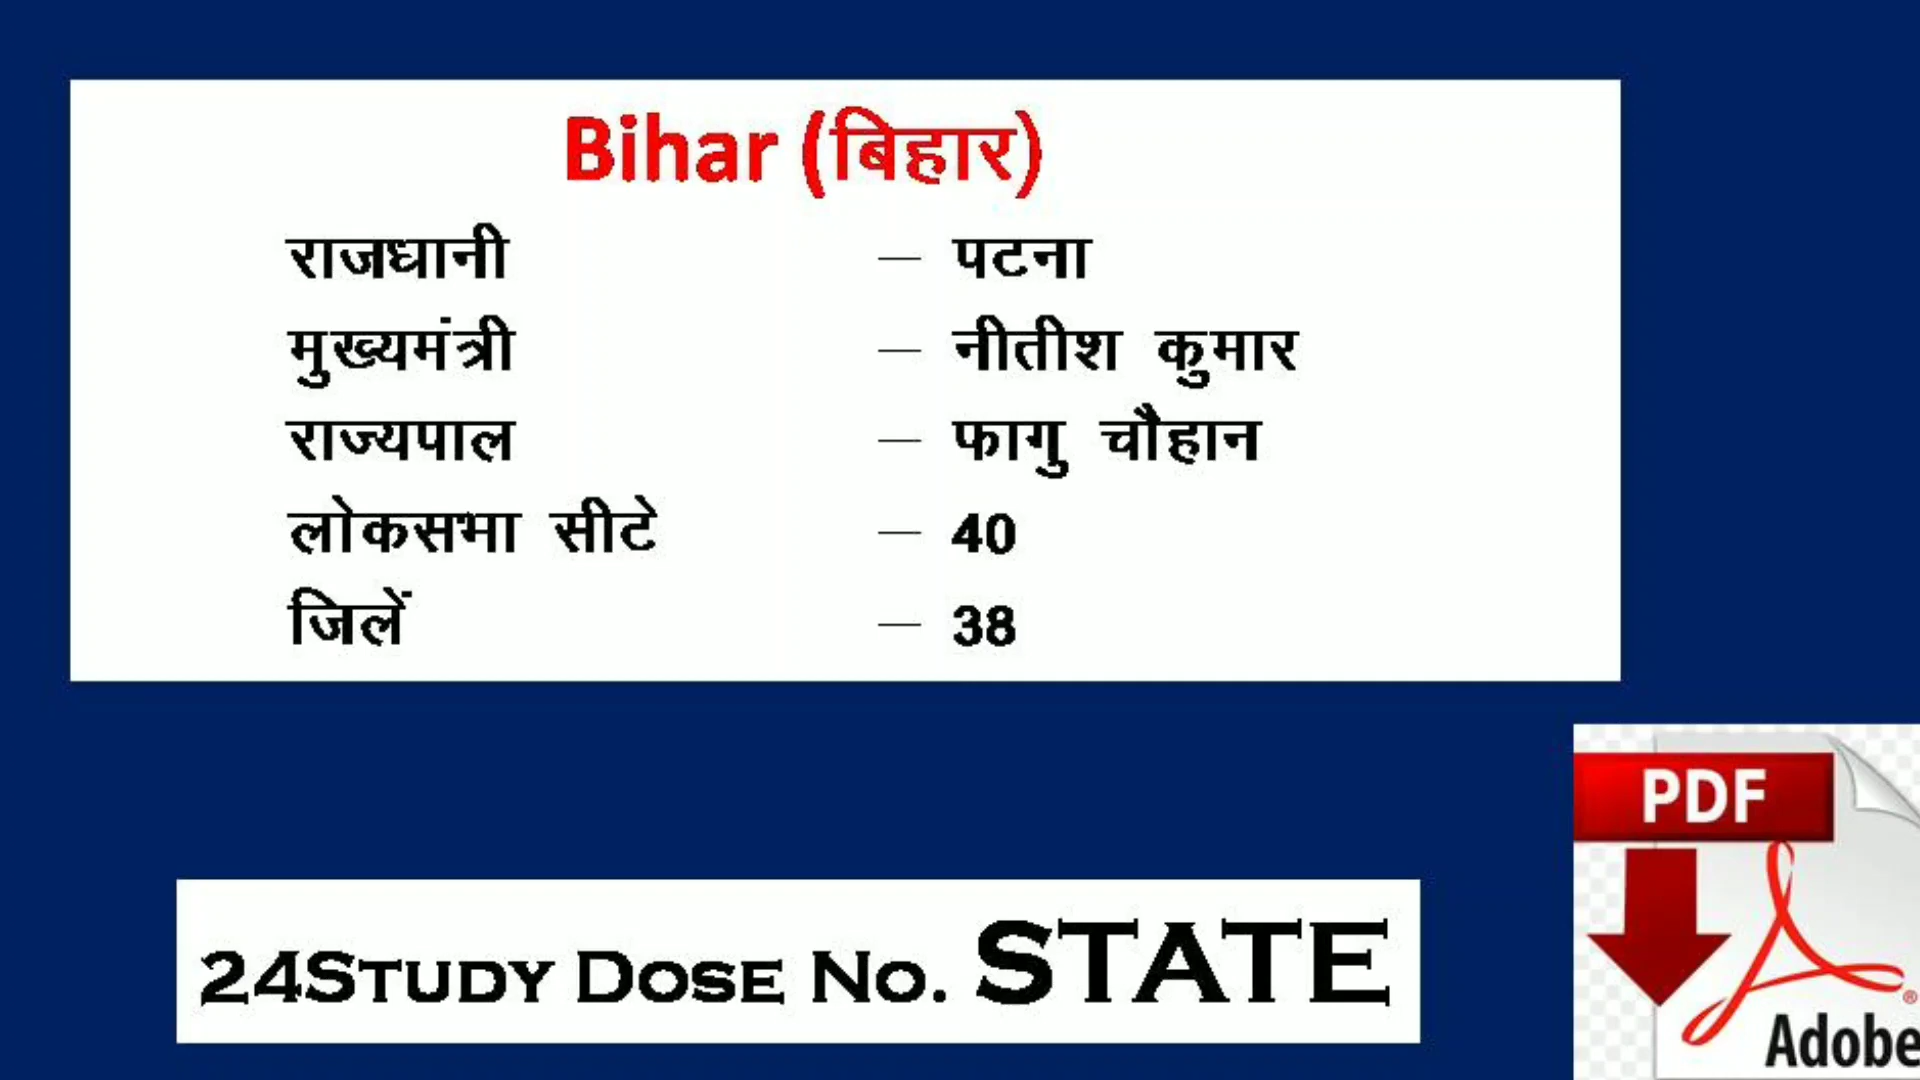 Bihar (बिहार)
राजधानी – पटना
मुख्यमंत्री – नीतीश कुमार
राज्यपाल – फागु चौहान
लोकसभा सीटे – 40
जिलें – 38
24Study Dose No. STATE
PDF
Adobe